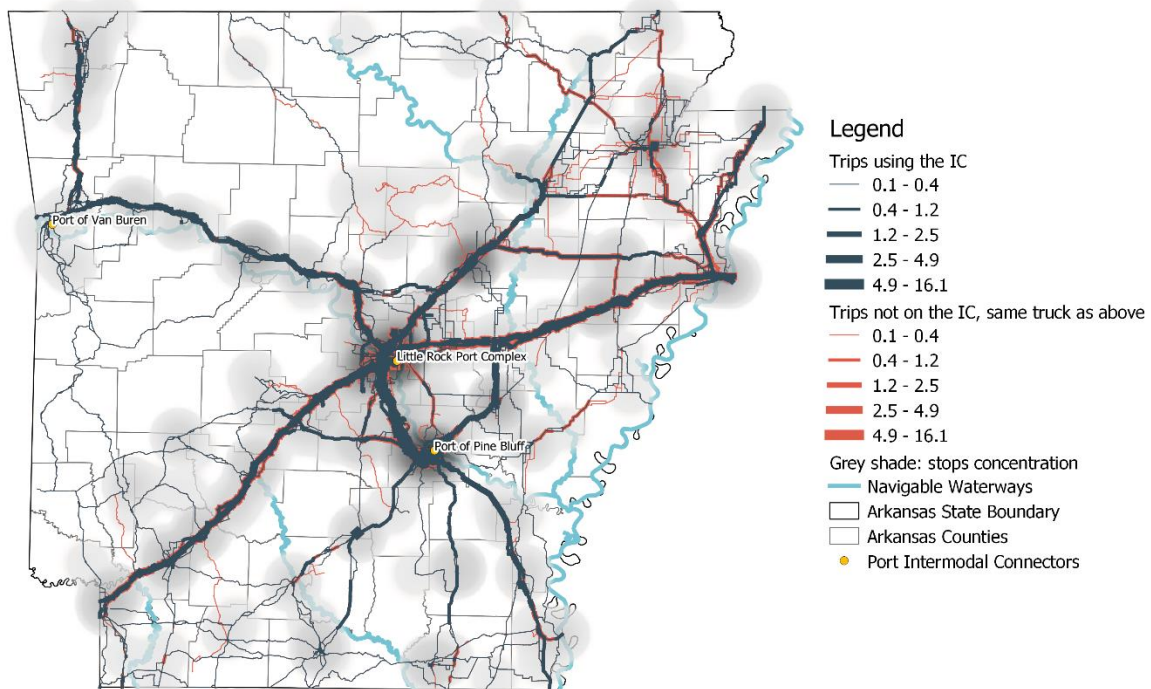 Port of Van Buren
Little Rock Port Complex
Port of Pine Bluff
Legend
Trips using the IC
0.1 - 0.4
0.4 - 1.2
1.2 - 2.5
2.5 - 4.9
4.9 - 16.1
Trips not on the IC, same truck as above
0.1 - 0.4
0.4 - 1.2
1.2 - 2.5
2.5 - 4.9
4.9 - 16.1
Grey shade: stops concentration
Navigable Waterways
Arkansas State Boundary
Arkansas Counties
Port Intermodal Connectors